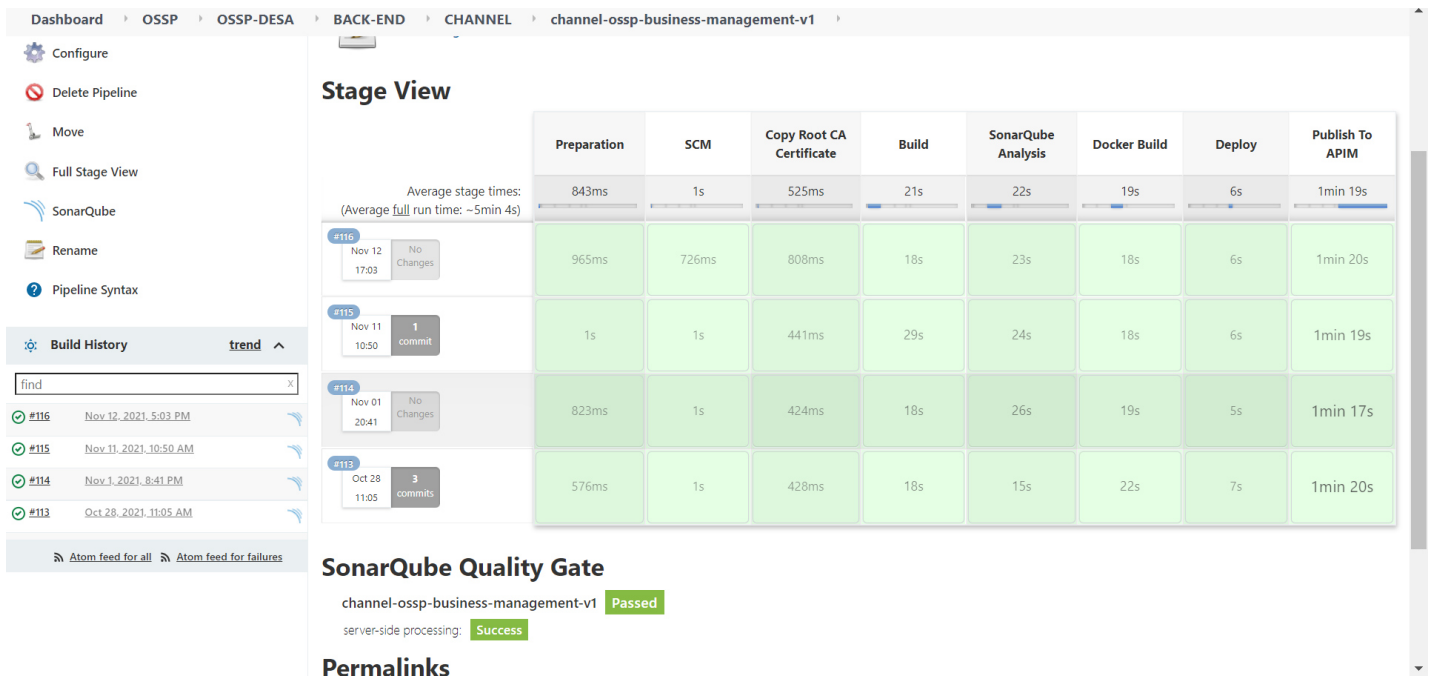 Dashboard OSSP OSSP-DESA BACK-END CHANNEL channel-ossp-business-management-v1
Configure
Delete Pipeline
Move
Full Stage View
SonarQube
Rename
Pipeline Syntax
Build History trend
find x
#116 Nov 12, 2021, 5:03 PM
#115 Nov 11, 2021, 10:50 AM
#114 Nov 1, 2021, 8:41 PM
#113 Oct 28, 2021, 11:05 AM
Atom feed for all Atom feed for failures
Stage View
Preparation SCM Copy Root CA Certificate Build SonarQube Analysis Docker Build Deploy Publish To APIM
Average stage times: 843ms 1s 525ms 21s 22s 19s 6s 1min 19s
(Average full run time: ~5min 4s)
#116
Nov 12 17:03 No Changes 965ms 726ms 808ms 18s 23s 18s 6s 1min 20s
#115
Nov 11 10:50 1 commit 1s 1s 441ms 29s 24s 18s 6s 1min 19s
#114
Nov 01 20:41 No Changes 823ms 1s 424ms 18s 26s 19s 5s 1min 17s
#113
Oct 28 11:05 3 commits 576ms 1s 428ms 18s 15s 22s 7s 1min 20s
SonarQube Quality Gate
channel-ossp-business-management-v1 Passed
server-side processing: Success
Permalinks